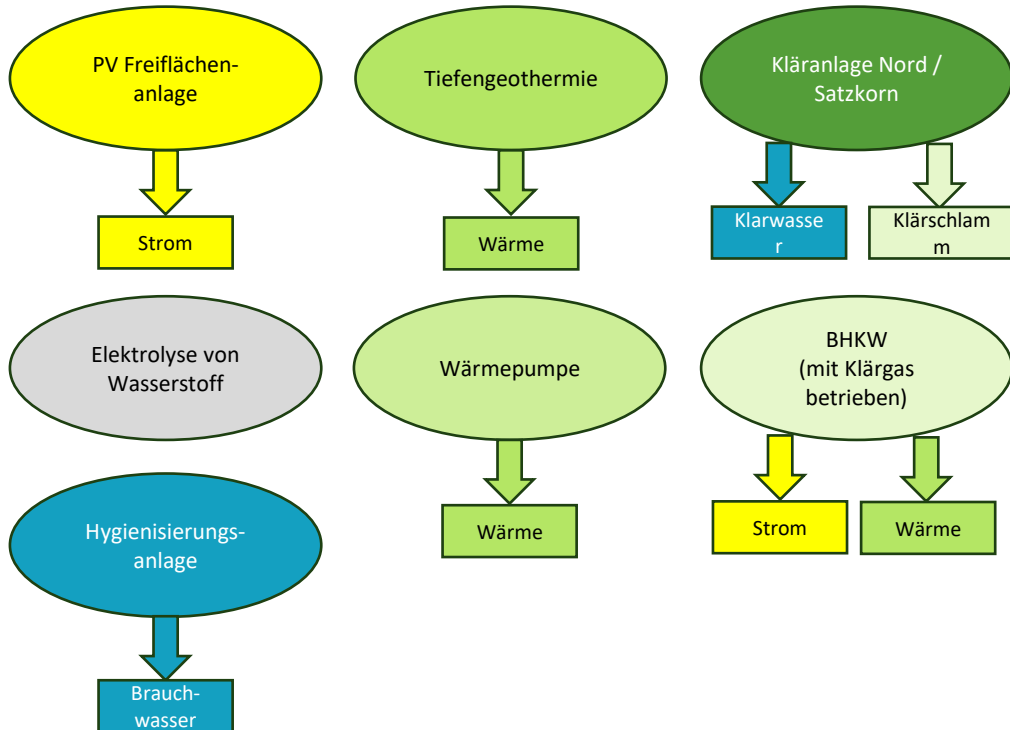 PV Freiflächen-
anlage
Strom
Tiefengeothermie
Wärme
Kläranlage Nord /
Satzkorn
Klarwasse
r
Klärschlam
m
Elektrolyse von
Wasserstoff
Wärmepumpe
Wärme
BHKW
(mit Klärgas
betrieben)
Strom
Wärme
Hygienisierungs-
anlage
Brauch-
wasser